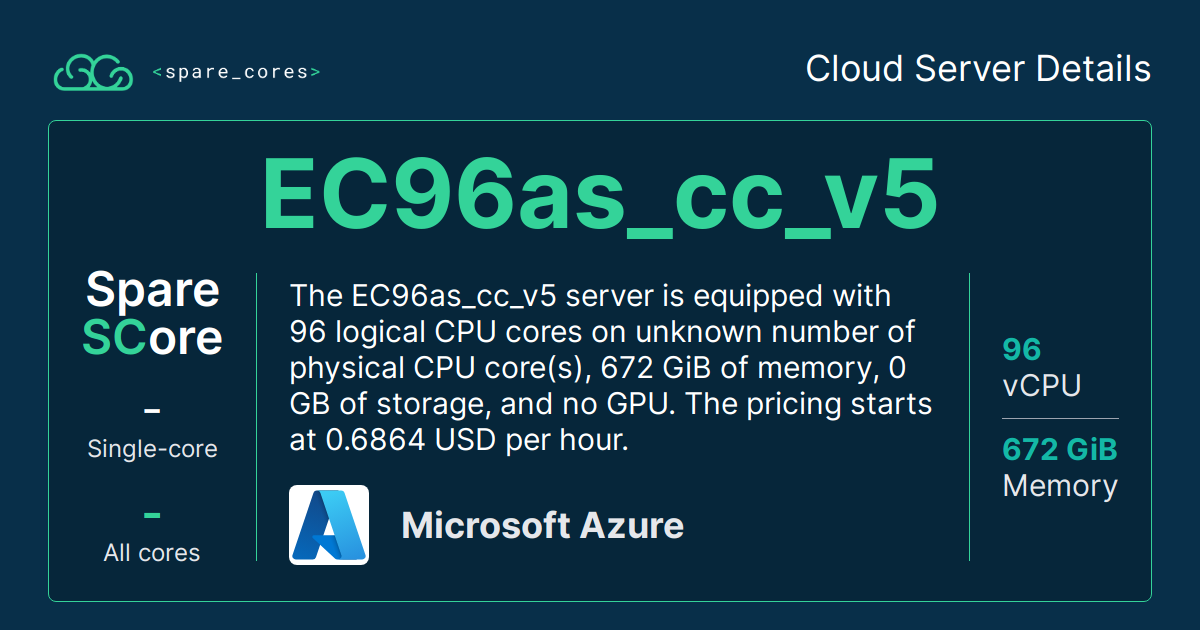 <spare_cores>
Cloud Server Details
EC96as_cc_v5
Spare
SCore
-
Single-core
-
All cores
The EC96as_cc_v5 server is equipped with
96 logical CPU cores on unknown number of
physical CPU core(s), 672 GiB of memory, 0
GB of storage, and no GPU. The pricing starts
at 0.6864 USD per hour.
Microsoft Azure
96
vCPU
672 GiB
Memory